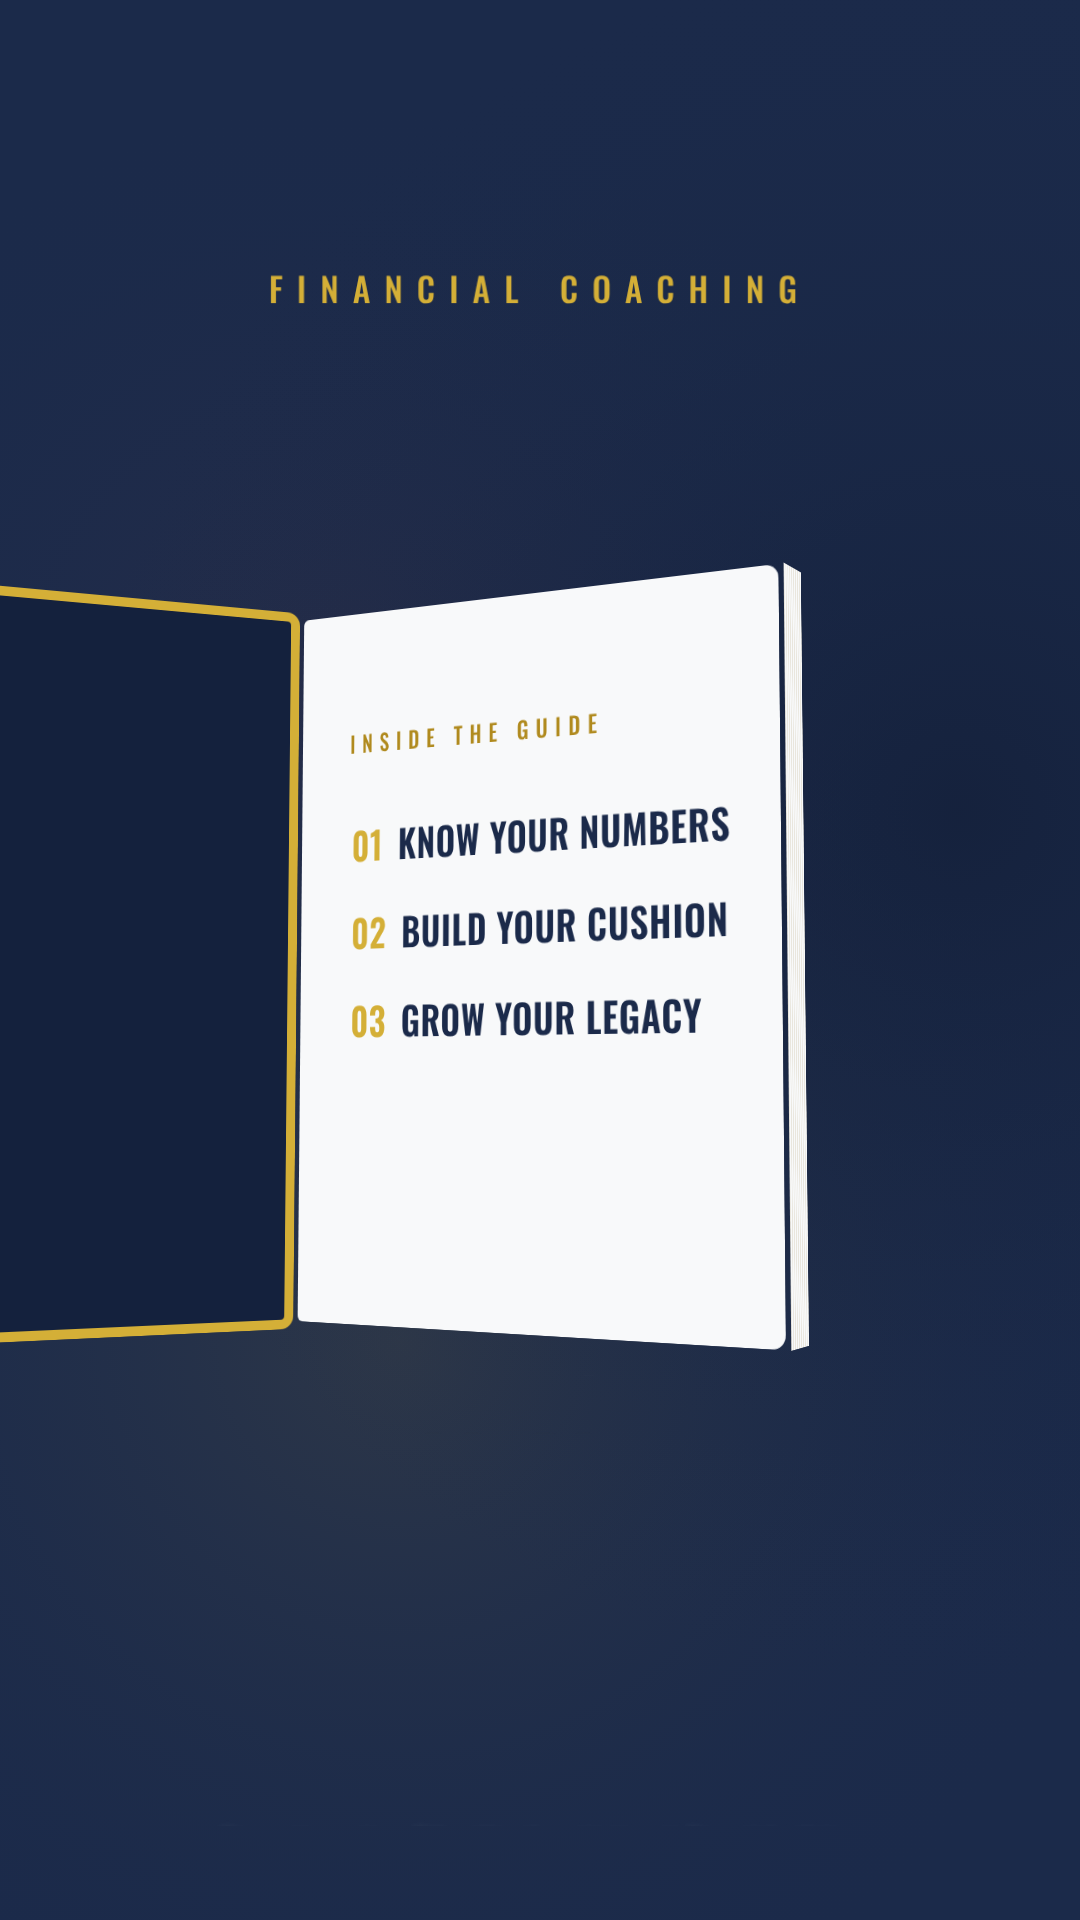 FINANCIAL COACHING
INSIDE THE GUIDE
01 KNOW YOUR NUMBERS
02 BUILD YOUR CUSHION
03 GROW YOUR LEGACY